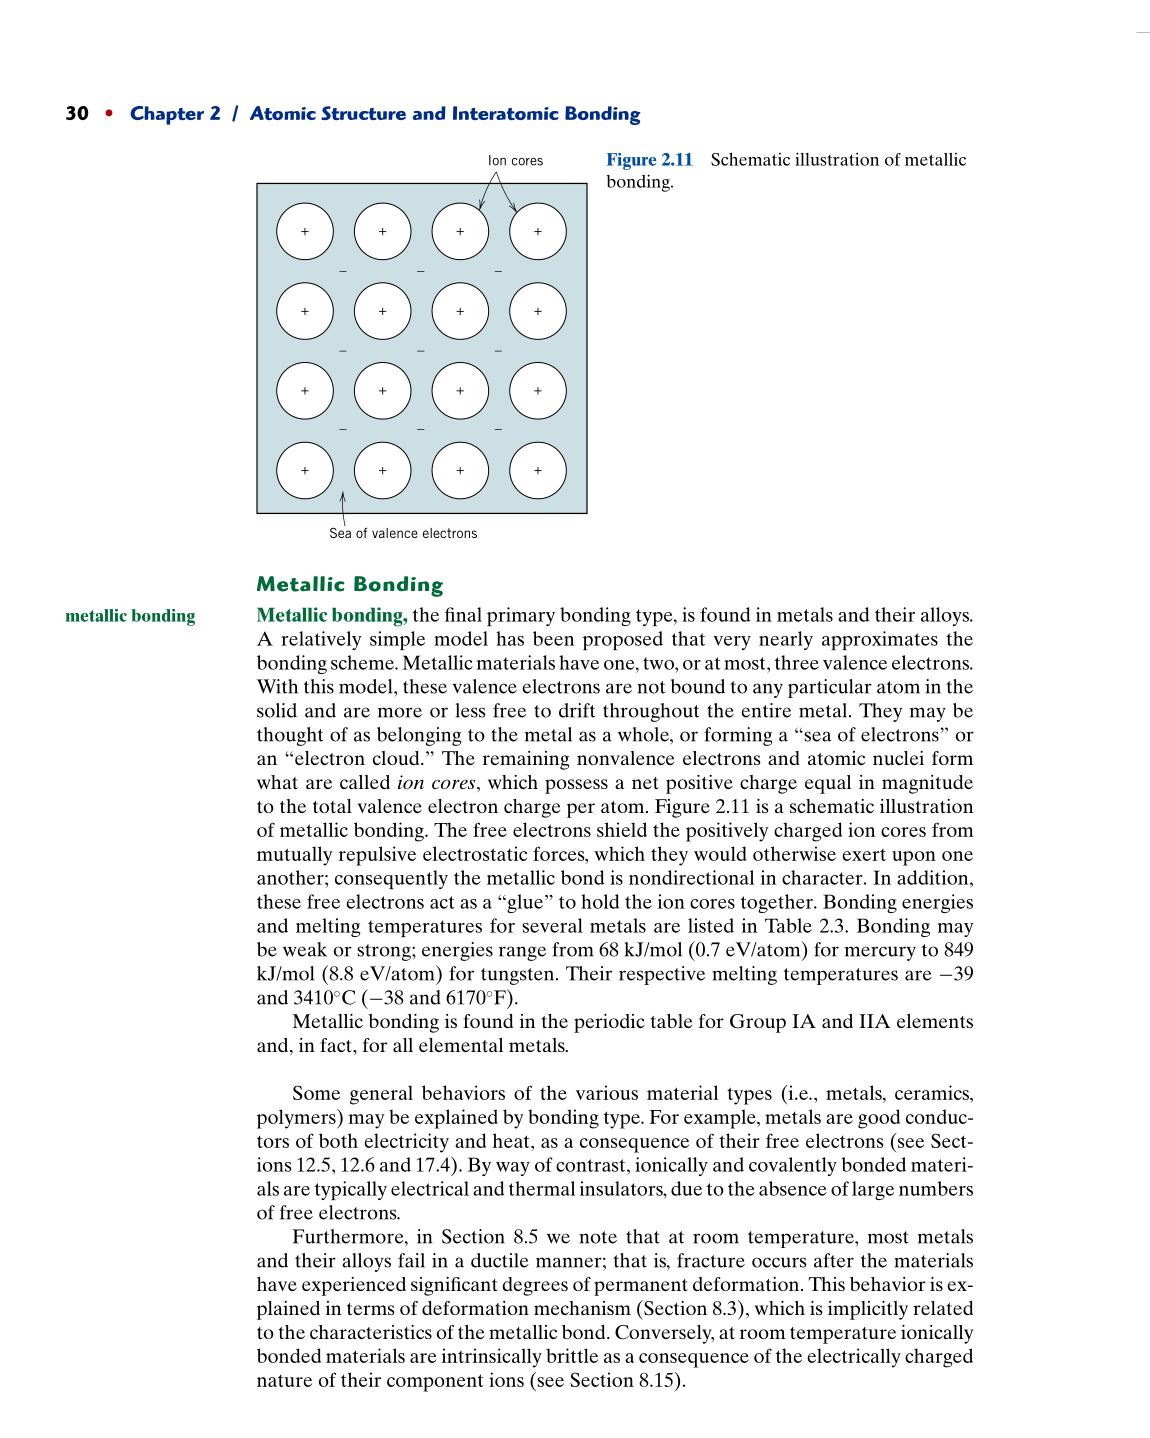 30 • Chapter 2 / Atomic Structure and Interatomic Bonding
Ion cores
Figure 2.11 Schematic illustration of metallic
bonding.
+ + + +
– – –
+ + + +
– – –
+ + + +
– – –
+ + + +
Sea of valence electrons
Metallic Bonding
metallic bonding
Metallic bonding, the final primary bonding type, is found in metals and their alloys.
A relatively simple model has been proposed that very nearly approximates the
bonding scheme. Metallic materials have one, two, or at most, three valence electrons.
With this model, these valence electrons are not bound to any particular atom in the
solid and are more or less free to drift throughout the entire metal. They may be
thought of as belonging to the metal as a whole, or forming a “sea of electrons” or
an “electron cloud.” The remaining nonvalence electrons and atomic nuclei form
what are called ion cores, which possess a net positive charge equal in magnitude
to the total valence electron charge per atom. Figure 2.11 is a schematic illustration
of metallic bonding. The free electrons shield the positively charged ion cores from
mutually repulsive electrostatic forces, which they would otherwise exert upon one
another; consequently the metallic bond is nondirectional in character. In addition,
these free electrons act as a “glue” to hold the ion cores together. Bonding energies
and melting temperatures for several metals are listed in Table 2.3. Bonding may
be weak or strong; energies range from 68 kJ/mol (0.7 eV/atom) for mercury to 849
kJ/mol (8.8 eV/atom) for tungsten. Their respective melting temperatures are −39
and 3410°C (−38 and 6170°F).
Metallic bonding is found in the periodic table for Group IA and IIA elements
and, in fact, for all elemental metals.
Some general behaviors of the various material types (i.e., metals, ceramics,
polymers) may be explained by bonding type. For example, metals are good conduc-
tors of both electricity and heat, as a consequence of their free electrons (see Sect-
ions 12.5, 12.6 and 17.4). By way of contrast, ionically and covalently bonded materi-
als are typically electrical and thermal insulators, due to the absence of large numbers
of free electrons.
Furthermore, in Section 8.5 we note that at room temperature, most metals
and their alloys fail in a ductile manner; that is, fracture occurs after the materials
have experienced significant degrees of permanent deformation. This behavior is ex-
plained in terms of deformation mechanism (Section 8.3), which is implicitly related
to the characteristics of the metallic bond. Conversely, at room temperature ionically
bonded materials are intrinsically brittle as a consequence of the electrically charged
nature of their component ions (see Section 8.15).